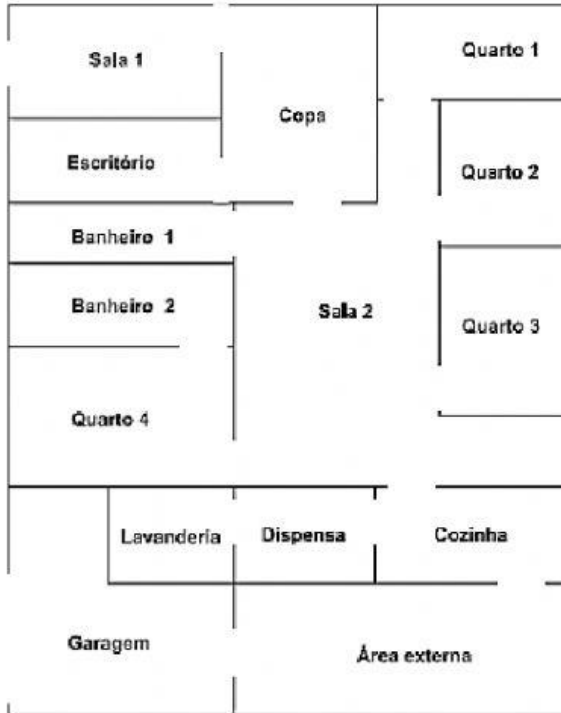 Sala 1
Quarto 1
Copa
Escritório
Quarto 2
Banheiro 1
Banheiro 2
Sala 2
Quarto 3
Quarto 4
Lavanderia
Dispensa
Cozinha
Garagem
Área externa